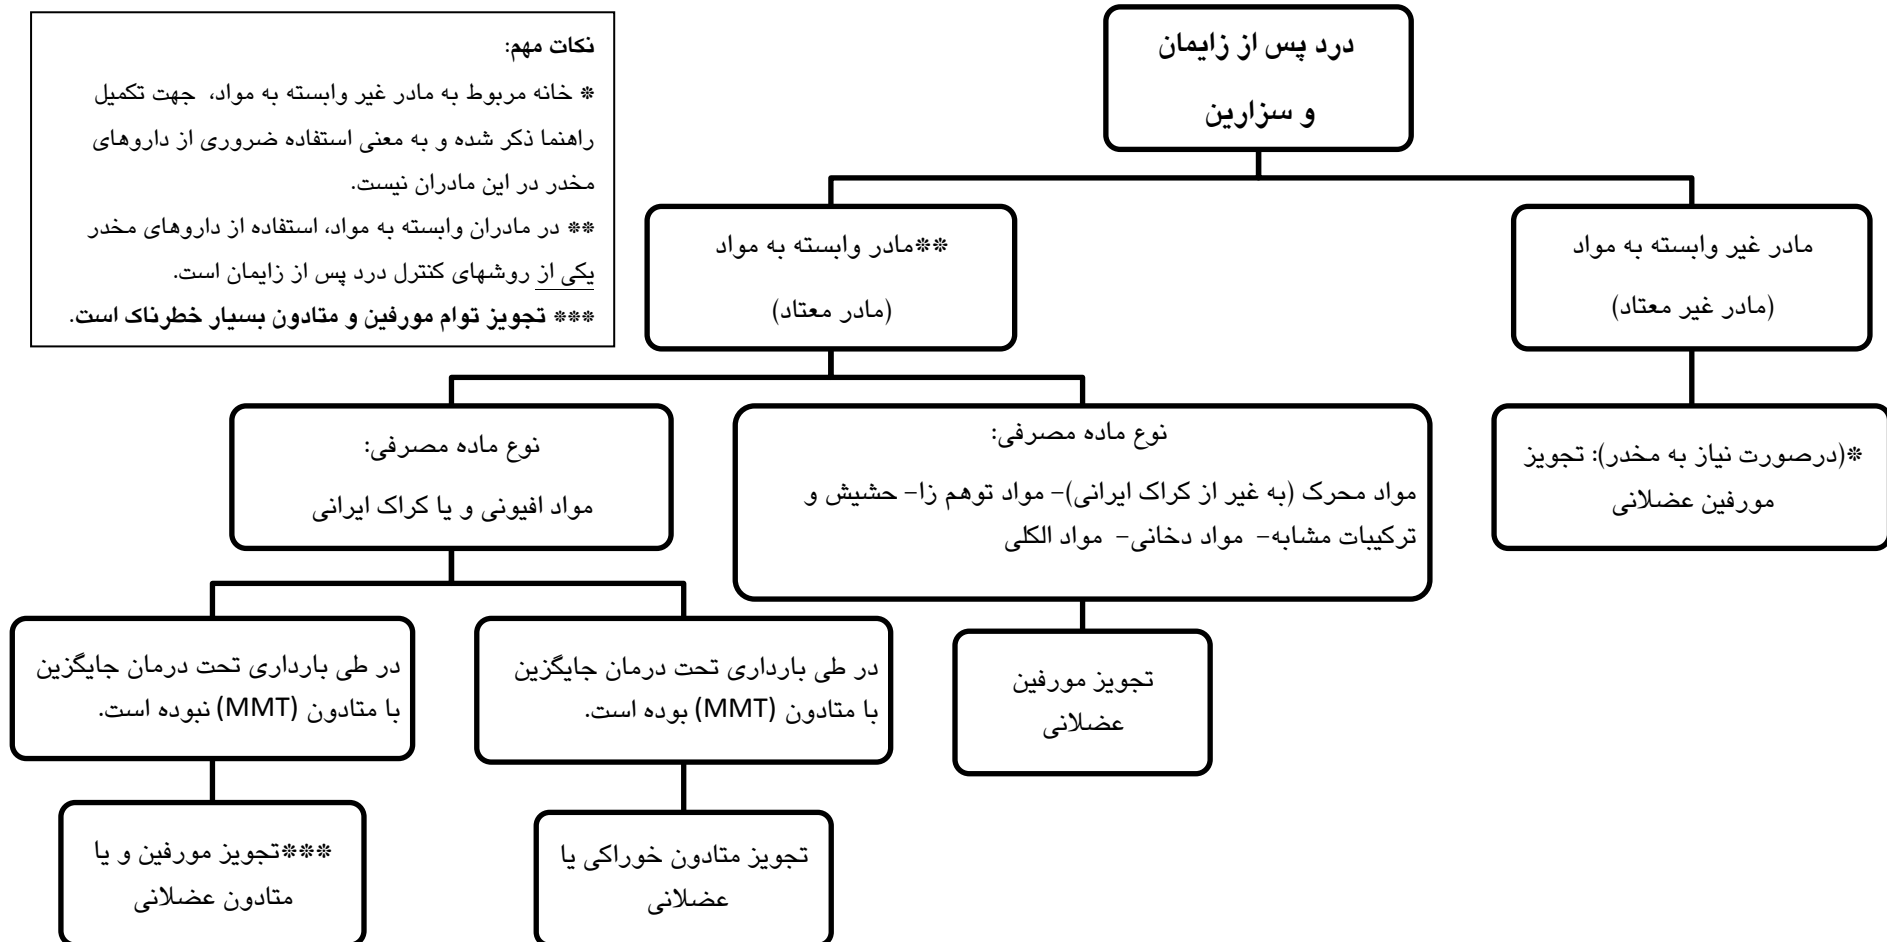 درد پس از زایمان
و سزارین
نکات مهم:
* خانه مربوط به مادر غیر وابسته به مواد، جهت تکمیل
راهنما ذکر شده و به معنی استفاده ضروری از داروهای
مخدر در این مادران نیست.
** در مادران وابسته به مواد، استفاده از داروهای مخدر
یکی از روشهای کنترل درد پس از زایمان است.
*** تجویز توام مورفین و متادون بسیار خطرناک است.
مادر غیر وابسته به مواد
(مادر غیر معتاد)
**مادر وابسته به مواد
(مادر معتاد)
*(درصورت نیاز به مخدر): تجویز
مورفین عضلانی
نوع ماده مصرفی:
مواد محرک (به غیر از کراک ایرانی)- مواد توهم زا- حشیش و
ترکیبات مشابه- مواد دخانی- مواد الکلی
نوع ماده مصرفی:
مواد افیونی و یا کراک ایرانی
تجویز مورفین
عضلانی
در طی بارداری تحت درمان جایگزین
با متادون (MMT) بوده است.
در طی بارداری تحت درمان جایگزین
با متادون (MMT) نبوده است.
تجویز متادون خوراکی یا
عضلانی
***تجویز مورفین و یا
متادون عضلانی